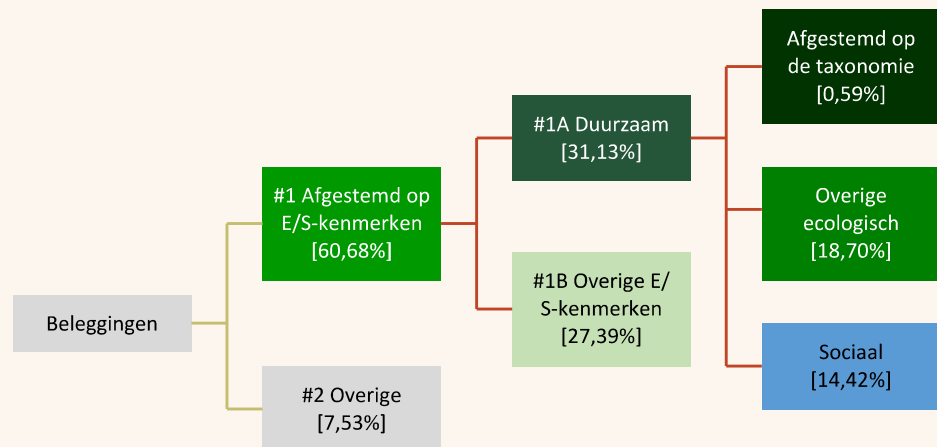 Beleggingen
#1 Afgestemd op
E/S-kenmerken
[60,68%]
#2 Overige
[7,53%]
#1A Duurzaam
[31,13%]
#1B Overige E/
S-kenmerken
[27,39%]
Afgestemd op
de taxonomie
[0,59%]
Overige
ecologisch
[18,70%]
Sociaal
[14,42%]